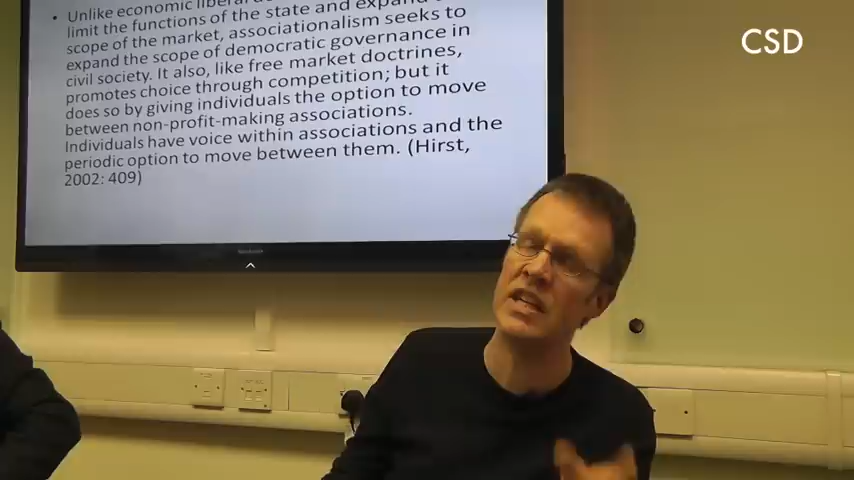 • Unlike economic
limit the functions of the state and expand
scope of the market, associationalism seeks to
expand the scope of democratic governance in
civil society. It also, like free market doctrines,
promotes choice through competition; but it
does so by giving individuals the option to move
between non-profit-making associations.
Individuals have voice within associations and the
periodic option to move between them. (Hirst,
2002: 409)
CSD